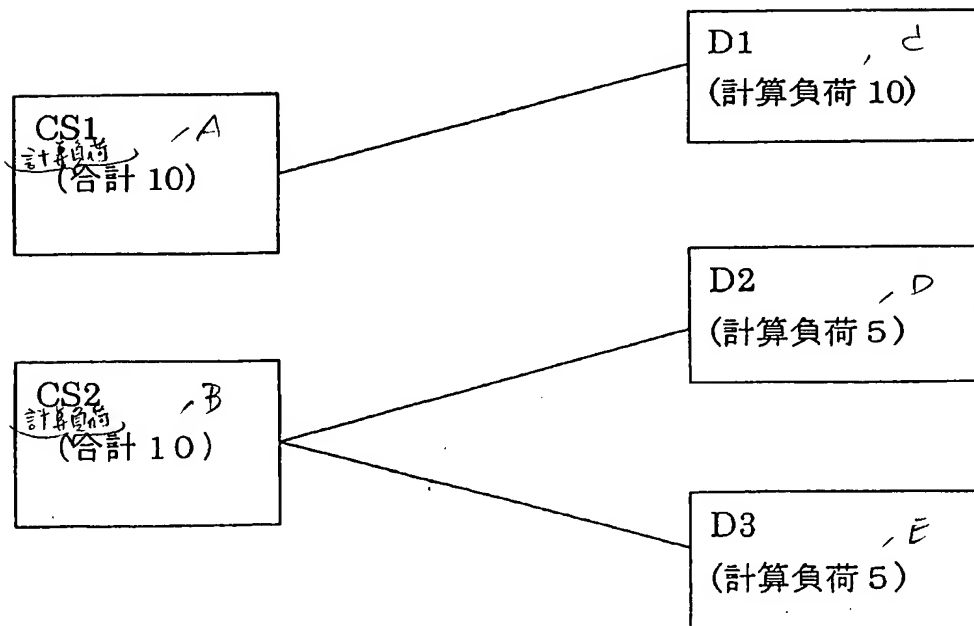 CS1 A
計算負荷
(合計 10)
CS2 B
計算負荷
(合計 10)
D1 C
(計算負荷 10)
D2 D
(計算負荷 5)
D3 E
(計算負荷 5)